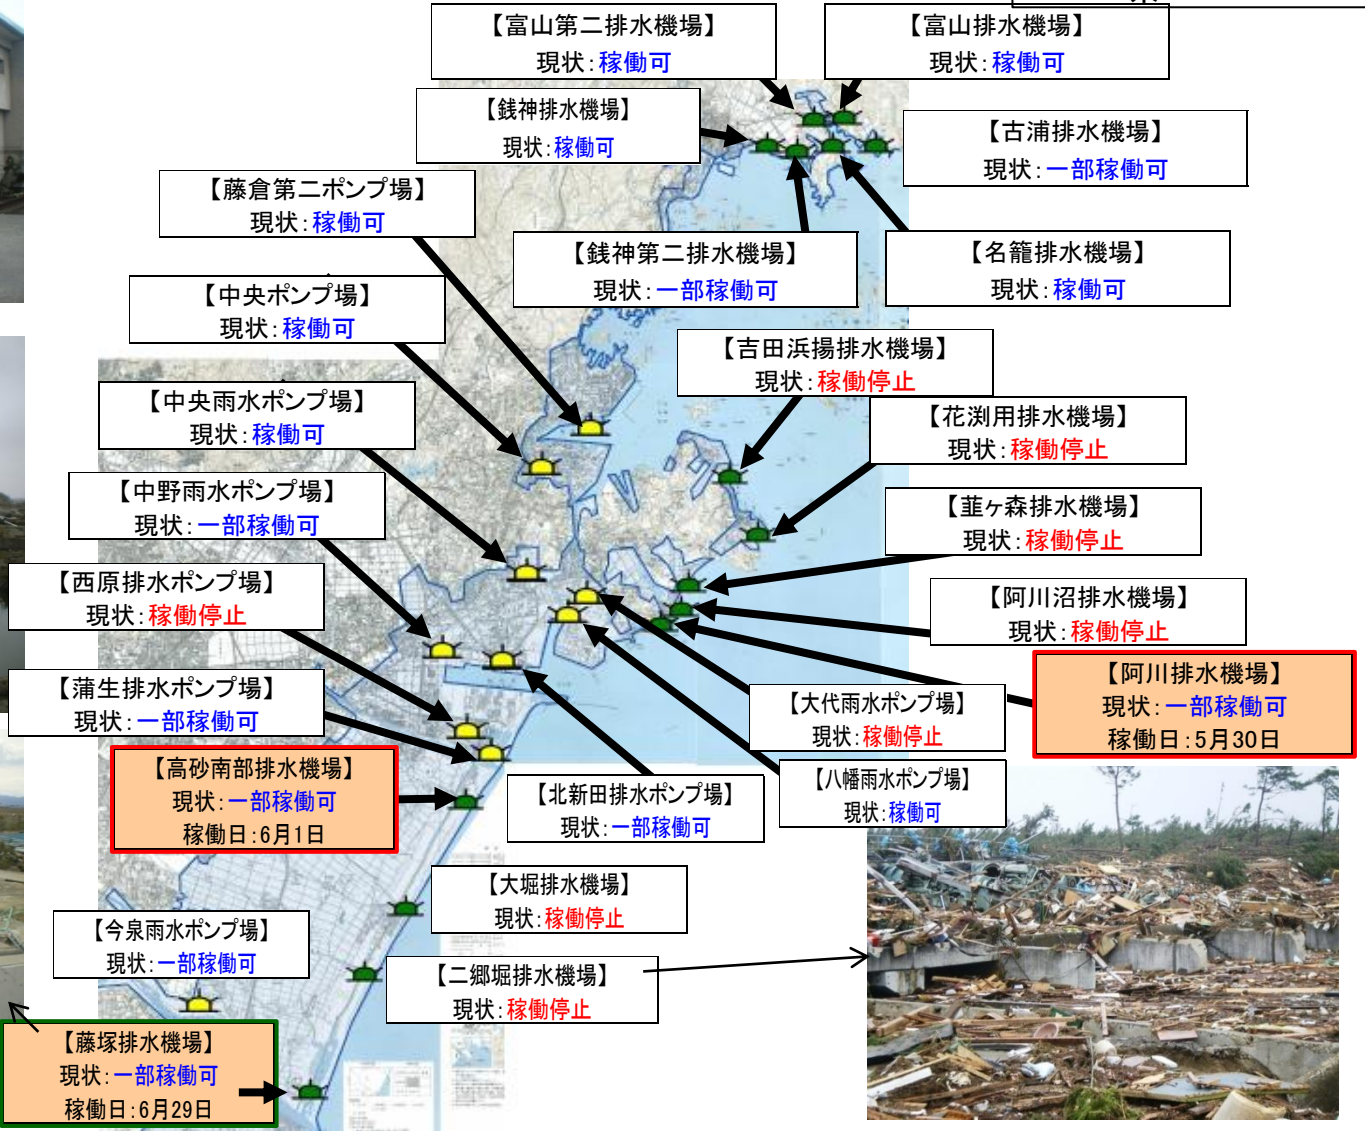 【富山第二排水機場】
現状：稼働可
【富山排水機場】
現状：稼働可
【銭神排水機場】
現状：稼働可
【古浦排水機場】
現状：一部稼働可
【藤倉第二ポンプ場】
現状：稼働可
【銭神第二排水機場】
現状：一部稼働可
【名籠排水機場】
現状：稼働可
【中央ポンプ場】
現状：稼働可
【吉田浜揚排水機場】
現状：稼働停止
【中央雨水ポンプ場】
現状：稼働可
【花渕用排水機場】
現状：稼働停止
【中野雨水ポンプ場】
現状：一部稼働可
【韮ヶ森排水機場】
現状：稼働停止
【西原排水ポンプ場】
現状：稼働停止
【阿川沼排水機場】
現状：稼働停止
【阿川排水機場】
現状：一部稼働可
稼働日：5月30日
【蒲生排水ポンプ場】
現状：一部稼働可
【大代雨水ポンプ場】
現状：稼働停止
【高砂南部排水機場】
現状：一部稼働可
稼働日：6月1日
【八幡雨水ポンプ場】
現状：稼働可
【北新田排水ポンプ場】
現状：一部稼働可
【大堀排水機場】
現状：稼働停止
【今泉雨水ポンプ場】
現状：一部稼働可
【二郷堀排水機場】
現状：稼働停止
【藤塚排水機場】
現状：一部稼働可
稼働日：6月29日